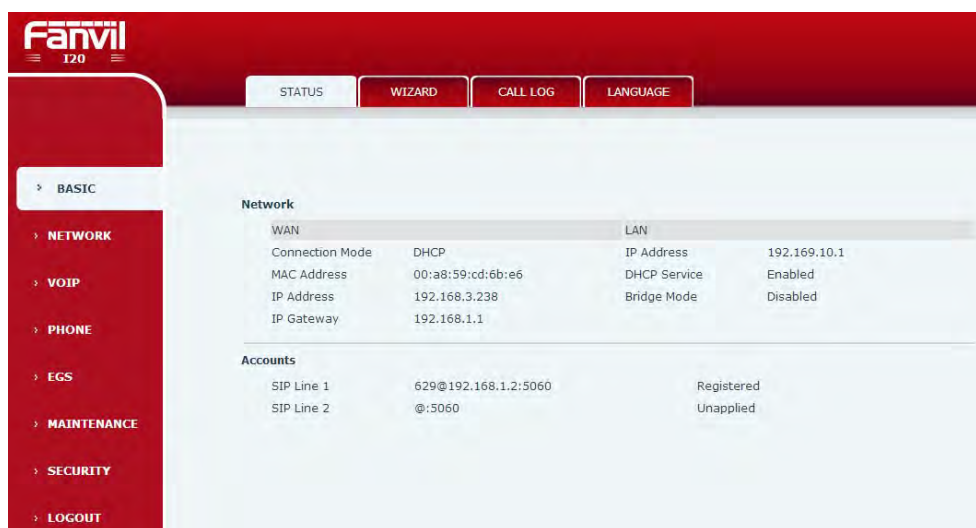 Fanvil
I20
STATUS WIZARD CALL LOG LANGUAGE
› BASIC
› NETWORK
› VOIP
› PHONE
› EGS
› MAINTENANCE
› SECURITY
› LOGOUT
Network
WAN LAN
Connection Mode DHCP IP Address 192.169.10.1
MAC Address 00:a8:59:cd:6b:e6 DHCP Service Enabled
IP Address 192.168.3.238 Bridge Mode Disabled
IP Gateway 192.168.1.1
Accounts
SIP Line 1 629@192.168.1.2:5060 Registered
SIP Line 2 @:5060 Unapplied